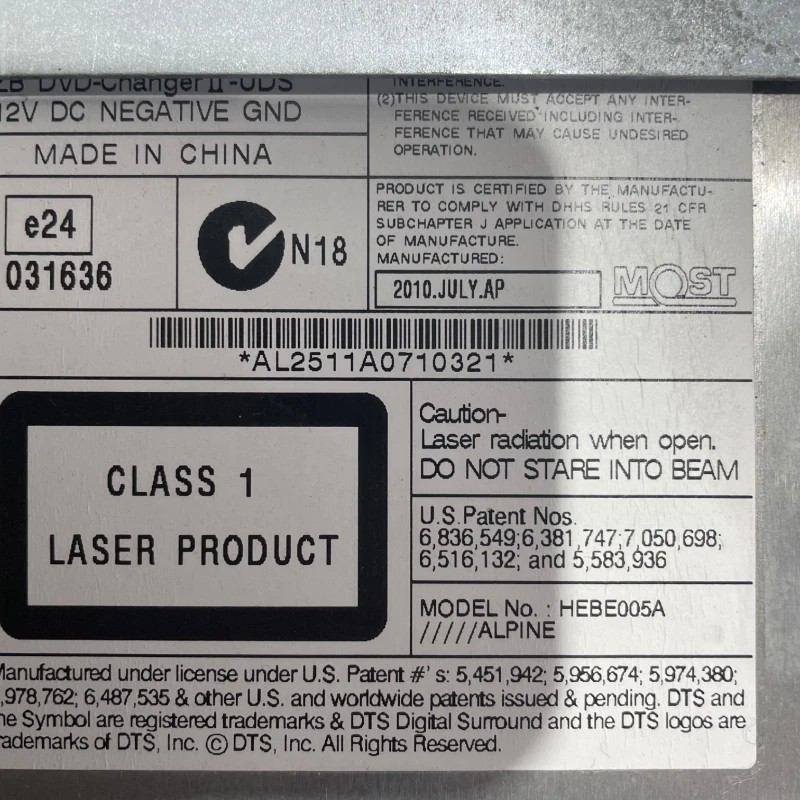 DVD-Changer II -UDS
12V DC NEGATIVE GND
MADE IN CHINA
e24
031636
N18
INTERFERENCE.
(2)THIS DEVICE MUST ACCEPT ANY INTER-
FERENCE RECEIVED INCLUDING INTER-
FERENCE THAT MAY CAUSE UNDESIRED
OPERATION.
PRODUCT IS CERTIFIED BY THE MANUFACTU-
RER TO COMPLY WITH DHHS RULES 21 CFR
SUBCHAPTER J APPLICATION AT THE DATE
OF MANUFACTURE.
MANUFACTURED:
2010.JULY.AP
MOST
*AL2511A0710321*
CLASS 1
LASER PRODUCT
Caution-
Laser radiation when open.
DO NOT STARE INTO BEAM
U.S.Patent Nos.
6,836,549;6,381,747;7,050,698;
6,516,132; and 5,583,936
MODEL No. : HEBE005A
/////ALPINE
Manufactured under license under U.S. Patent #' s: 5,451,942; 5,956,674; 5,974,380;
,978,762; 6,487,535 & other U.S. and worldwide patents issued & pending. DTS and
he Symbol are registered trademarks & DTS Digital Surround and the DTS logos are
rademarks of DTS, Inc. © DTS, Inc. All Rights Reserved.